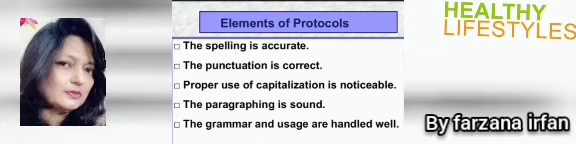 Elements of Protocols
□ The spelling is accurate.
□ The punctuation is correct.
□ Proper use of capitalization is noticeable.
□ The paragraphing is sound.
□ The grammar and usage are handled well.
HEALTHY
LIFESTYLES
By farzana irfan